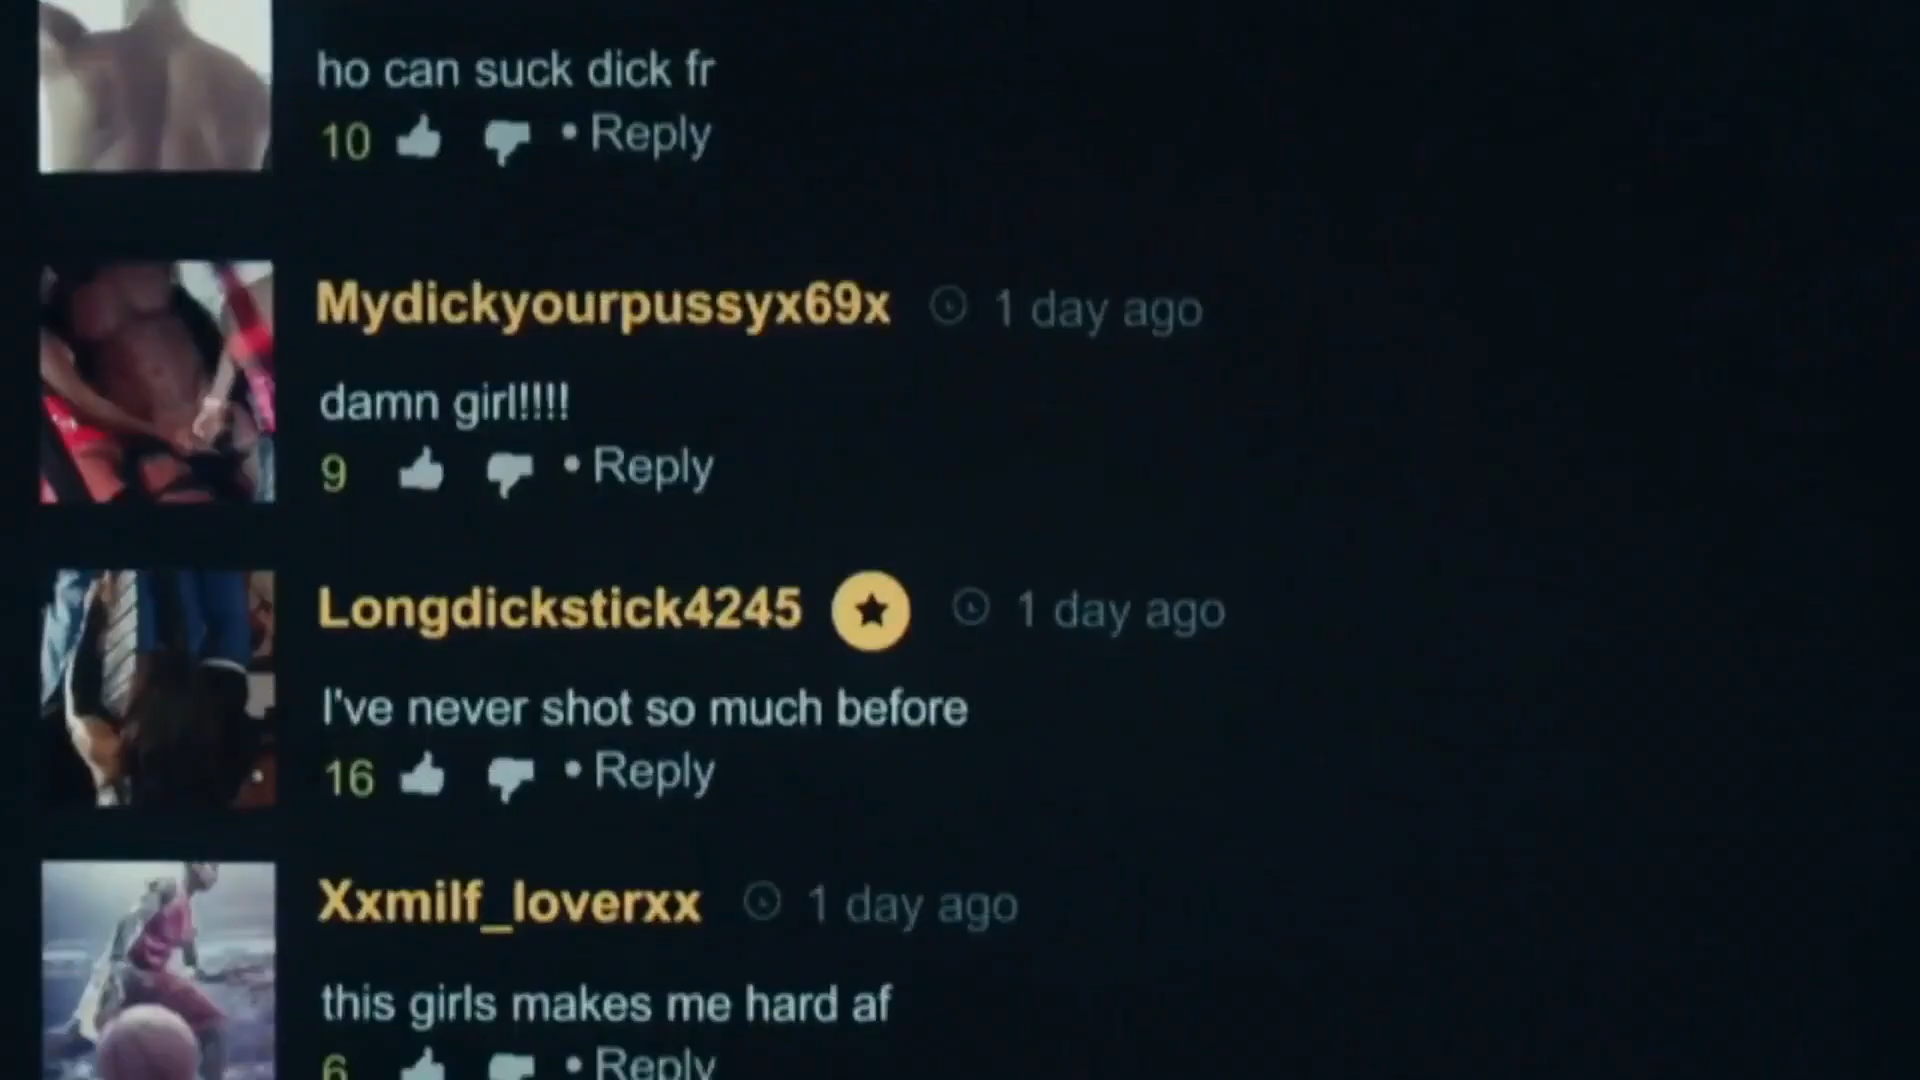 ho can suck dick fr
10 • Reply
Mydickyourpussyx69x 1 day ago
damn girl!!!!
9 • Reply
Longdickstick4245 1 day ago
I've never shot so much before
16 • Reply
Xxmilf_loverxx 1 day ago
this girls makes me hard af
6 • Reply